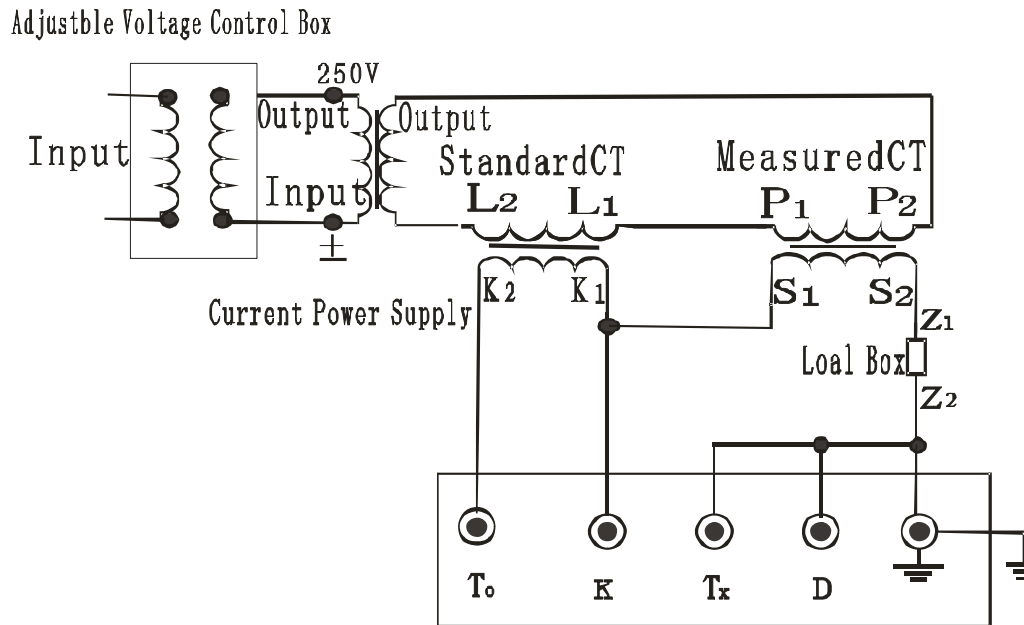 Adjustble Voltage Control Box
250V
Output
Output
Input
StandardCT
MeasuredCT
Input
L2 L1
P1 P2
K2 K1
S1 S2
Current Power Supply
Z1
Loal Box
Z2
To K Tx D